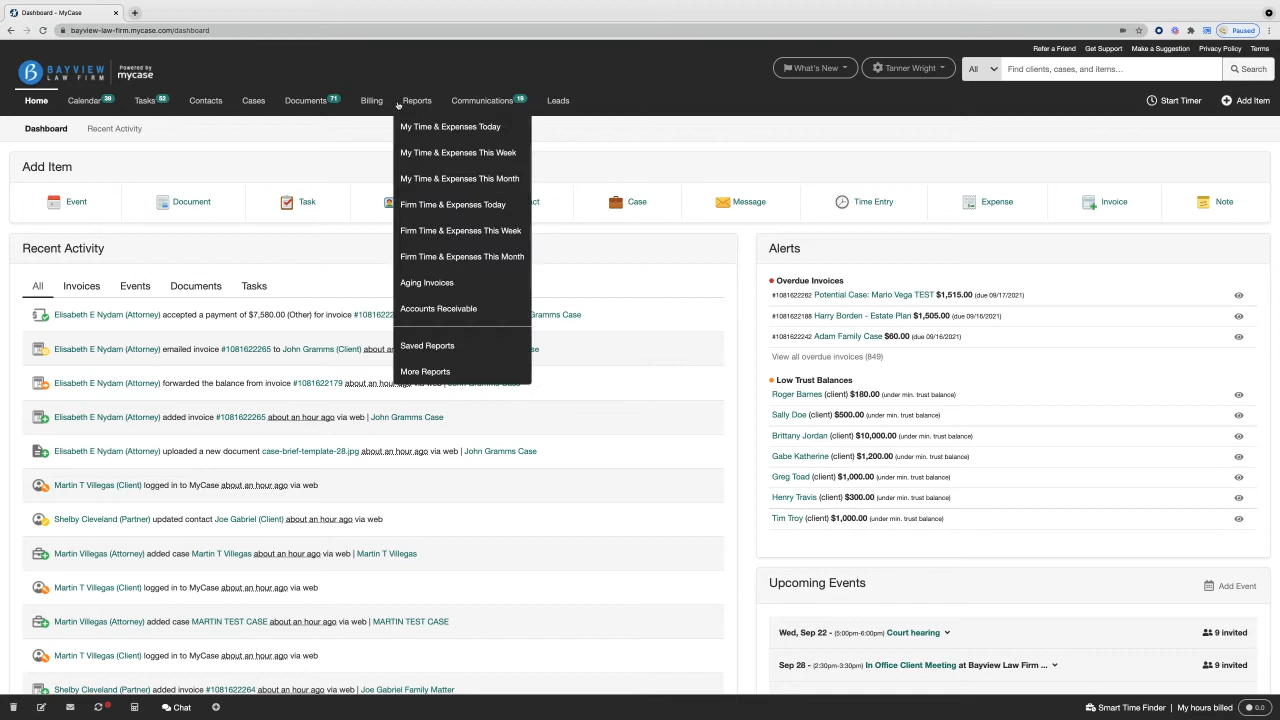 Dashboard - MyCase
bayview-law-firm.mycase.com/dashboard
Paused
Refer a Friend Get Support Make a Suggestion Privacy Policy Terms
B BAYVIEW LAW FIRM Powered by mycase
What's New Tanner Wright All Find clients, cases, and items... Search
Home Calendar 39 Tasks 52 Contacts Cases Documents 71 Billing Reports Communications 19 Leads Start Timer Add Item
Dashboard Recent Activity
My Time & Expenses Today
My Time & Expenses This Week
My Time & Expenses This Month
Firm Time & Expenses Today
Firm Time & Expenses This Week
Firm Time & Expenses This Month
Aging Invoices
Accounts Receivable
Saved Reports
More Reports
Add Item
Event Document Task ct Case Message Time Entry Expense Invoice Note
Recent Activity
All Invoices Events Documents Tasks
Elisabeth E Nydam (Attorney) accepted a payment of $7,580.00 (Other) for invoice #108162 Gramms Case
Elisabeth E Nydam (Attorney) emailed invoice #1081622265 to John Gramms (Client) about an se
Elisabeth E Nydam (Attorney) forwarded the balance from invoice #1081622179 about an hour ago via web | John Gramms Case
Elisabeth E Nydam (Attorney) added invoice #1081622265 about an hour ago via web | John Gramms Case
Elisabeth E Nydam (Attorney) uploaded a new document case-brief-template-28.jpg about an hour ago via web | John Gramms Case
Martin T Villegas (Client) logged in to MyCase about an hour ago via web
Shelby Cleveland (Partner) updated contact Joe Gabriel (Client) about an hour ago via web
Martin Villegas (Attorney) added case Martin T Villegas about an hour ago via web | Martin T Villegas
Martin T Villegas (Client) logged in to MyCase about an hour ago via web
Martin Villegas (Attorney) added case MARTIN TEST CASE about an hour ago via web | MARTIN TEST CASE
Martin T Villegas (Client) logged in to MyCase about an hour ago via web
Shelby Cleveland (Partner) added invoice #1081622264 about an hour ago via web | Joe Gabriel Family Matter
Alerts
Overdue Invoices
#1081622262 Potential Case: Mario Vega TEST $1,515.00 (due 09/17/2021)
#1081622188 Harry Borden - Estate Plan $1,505.00 (due 09/16/2021)
#1081622242 Adam Family Case $60.00 (due 09/16/2021)
View all overdue invoices (849)
Low Trust Balances
Roger Barnes (client) $180.00 (under min. trust balance)
Sally Doe (client) $500.00 (under min. trust balance)
Brittany Jordan (client) $10,000.00 (under min. trust balance)
Gabe Katherine (client) $1,200.00 (under min. trust balance)
Greg Toad (client) $1,000.00 (under min. trust balance)
Henry Travis (client) $300.00 (under min. trust balance)
Tim Troy (client) $1,000.00 (under min. trust balance)
Upcoming Events Add Event
Wed, Sep 22 - (5:00pm-6:00pm) Court hearing 9 invited
Sep 28 - (2:30pm-3:30pm) In Office Client Meeting at Bayview Law Firm ... 9 invited
Chat Smart Time Finder | My hours billed 0.0